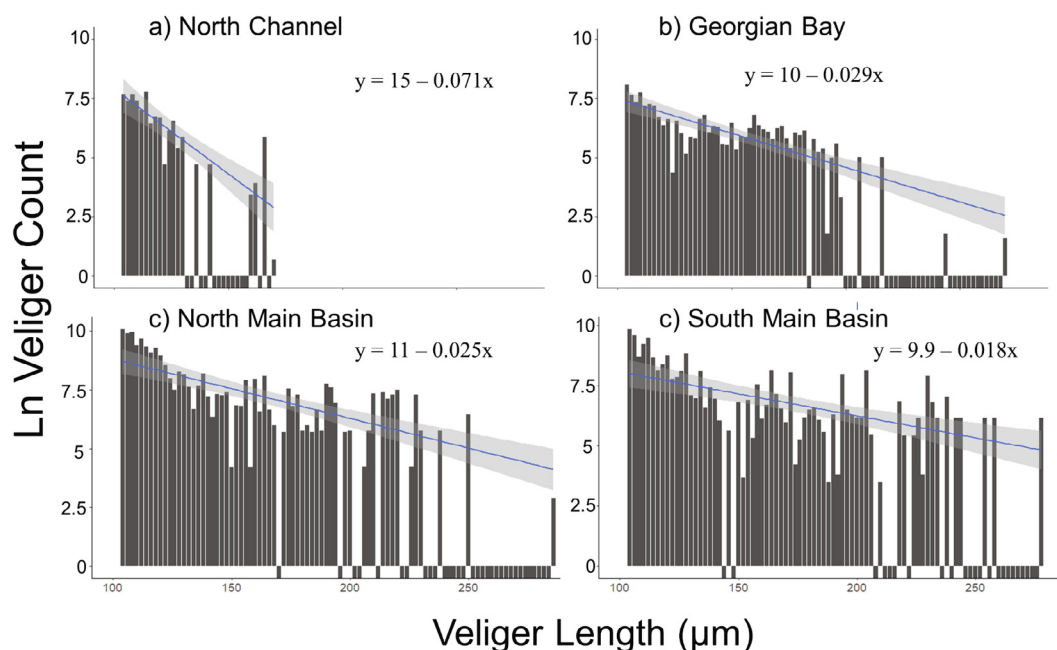 a) North Channel
b) Georgian Bay
y = 15 – 0.071x
y = 10 – 0.029x
10
7.5
5
2.5
0
10
7.5
5
2.5
0
Ln Veliger Count
c) North Main Basin
c) South Main Basin
y = 11 – 0.025x
y = 9.9 – 0.018x
10
7.5
5
2.5
0
10
7.5
5
2.5
0
100 150 200 250
100 150 200 250
Veliger Length (µm)